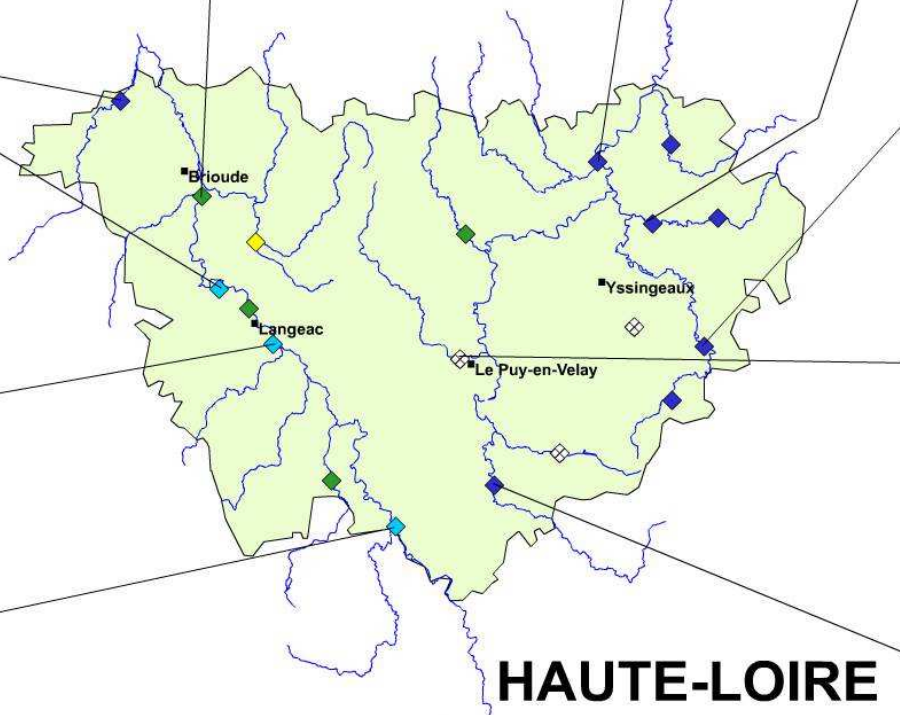 Brioude
Yssingeaux
Langeac
Le Puy-en-Velay
HAUTE-LOIRE